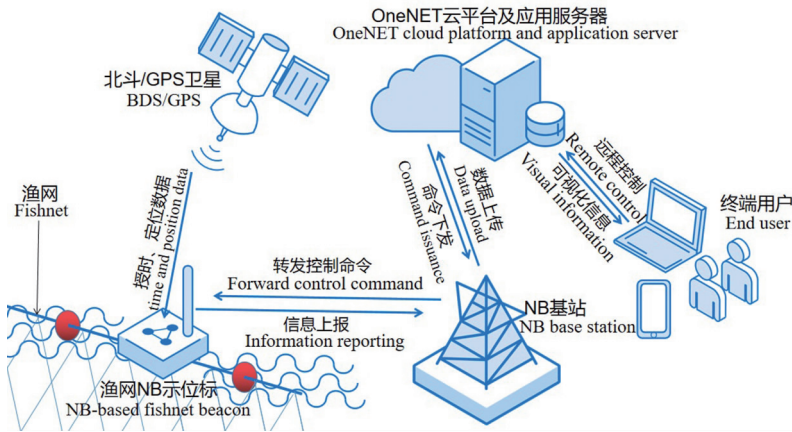 OneNET云平台及应用服务器
OneNET cloud platform and application server
北斗/GPS卫星
BDS/GPS
渔网
Fishnet
授时、定位数据
time and position data
数据上传
Data upload
命令下发
Command issuance
远程控制
Remote control
可视化信息
Visual information
终端用户
End user
转发控制命令
Forward control command
信息上报
Information reporting
NB基站
NB base station
渔网NB示位标
NB-based fishnet beacon